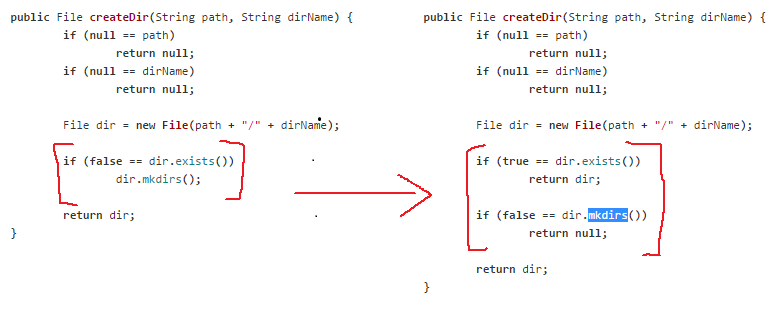 public File createDir(String path, String dirName) {
if (null == path)
return null;
if (null == dirName)
return null;
File dir = new File(path + "/" + dirName);
if (false == dir.exists())
dir.mkdirs();
return dir;
}
public File createDir(String path, String dirName) {
if (null == path)
return null;
if (null == dirName)
return null;
File dir = new File(path + "/" + dirName);
if (true == dir.exists())
return dir;
if (false == dir.mkdirs())
return null;
return dir;
}